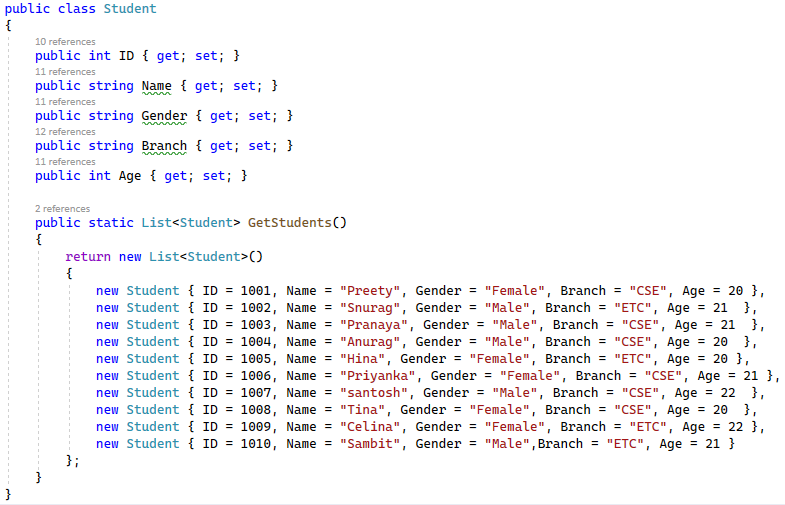 public class Student
{
10 references
public int ID { get; set; }
11 references
public string Name { get; set; }
11 references
public string Gender { get; set; }
12 references
public string Branch { get; set; }
11 references
public int Age { get; set; }
2 references
public static List<Student> GetStudents()
{
return new List<Student>()
{
new Student { ID = 1001, Name = "Preety", Gender = "Female", Branch = "CSE", Age = 20 },
new Student { ID = 1002, Name = "Snurag", Gender = "Male", Branch = "ETC", Age = 21  },
new Student { ID = 1003, Name = "Pranaya", Gender = "Male", Branch = "CSE", Age = 21  },
new Student { ID = 1004, Name = "Anurag", Gender = "Male", Branch = "CSE", Age = 20  },
new Student { ID = 1005, Name = "Hina", Gender = "Female", Branch = "ETC", Age = 20 },
new Student { ID = 1006, Name = "Priyanka", Gender = "Female", Branch = "CSE", Age = 21 },
new Student { ID = 1007, Name = "santosh", Gender = "Male", Branch = "CSE", Age = 22  },
new Student { ID = 1008, Name = "Tina", Gender = "Female", Branch = "CSE", Age = 20  },
new Student { ID = 1009, Name = "Celina", Gender = "Female", Branch = "ETC", Age = 22 },
new Student { ID = 1010, Name = "Sambit", Gender = "Male",Branch = "ETC", Age = 21 }
};
}
}